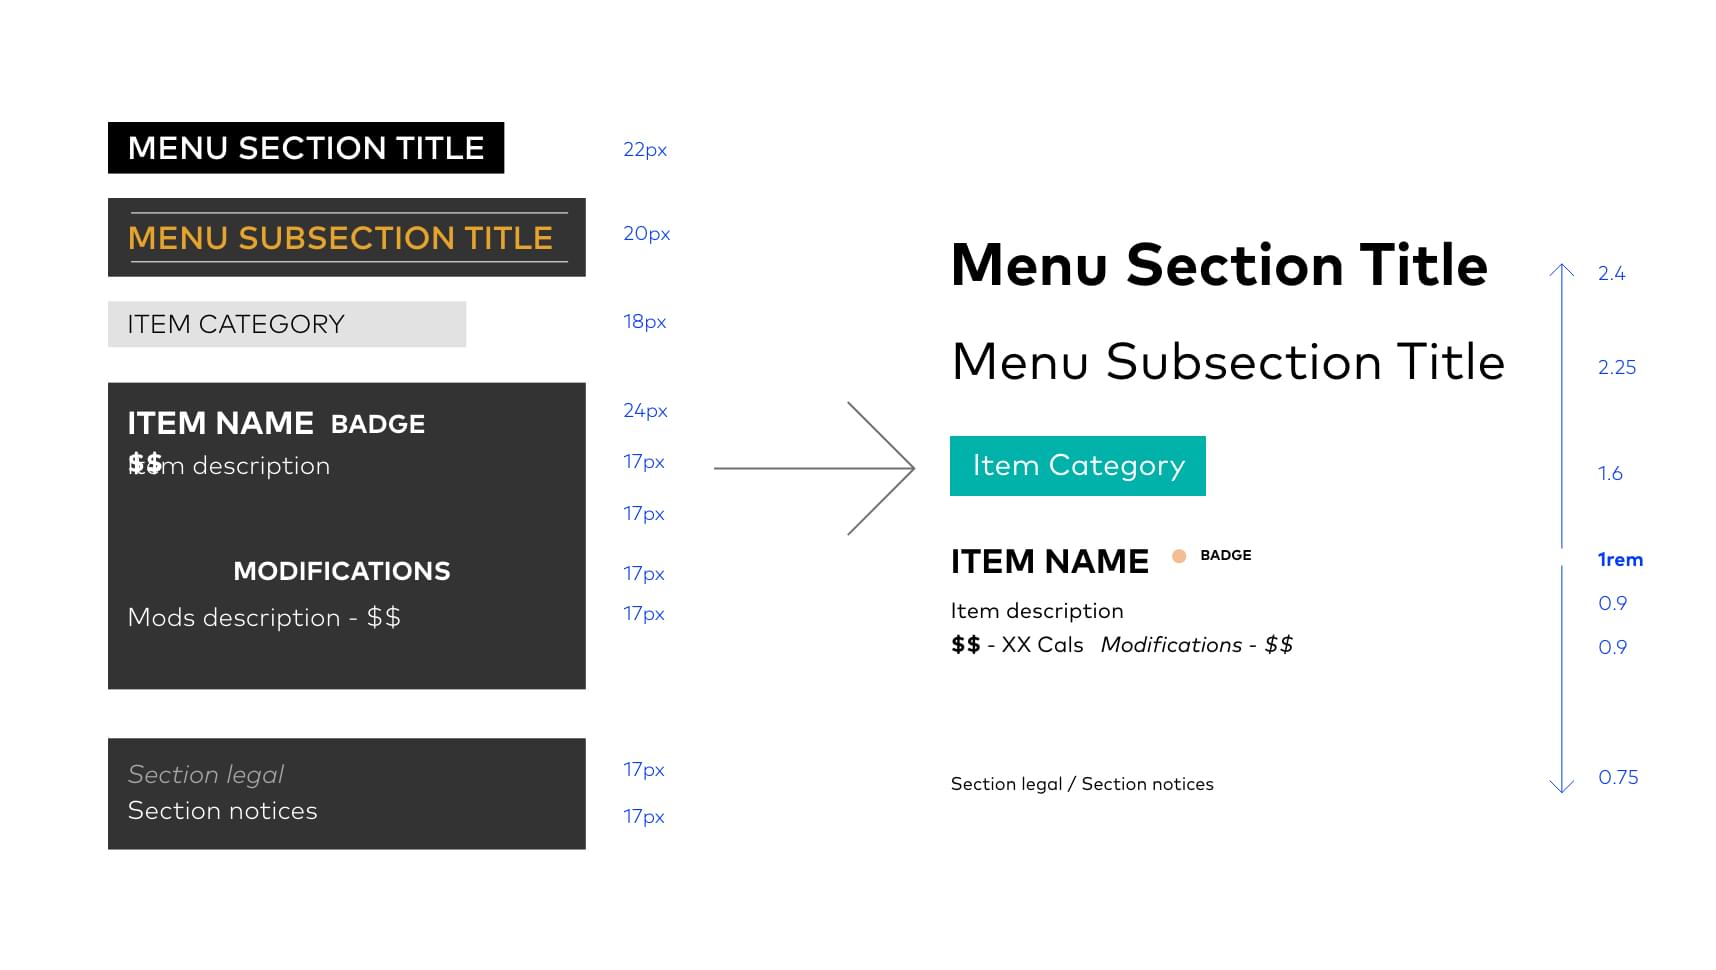 MENU SECTION TITLE
22px
MENU SUBSECTION TITLE
20px
ITEM CATEGORY
18px
ITEM NAME BADGE
24px
$$
Item description
17px
17px
MODIFICATIONS
17px
Mods description - $$
17px
Section legal
17px
Section notices
17px
Menu Section Title
2.4
Menu Subsection Title
2.25
Item Category
1.6
ITEM NAME BADGE
1rem
Item description
0.9
$$ - XX Cals Modifications - $$
0.9
Section legal / Section notices
0.75